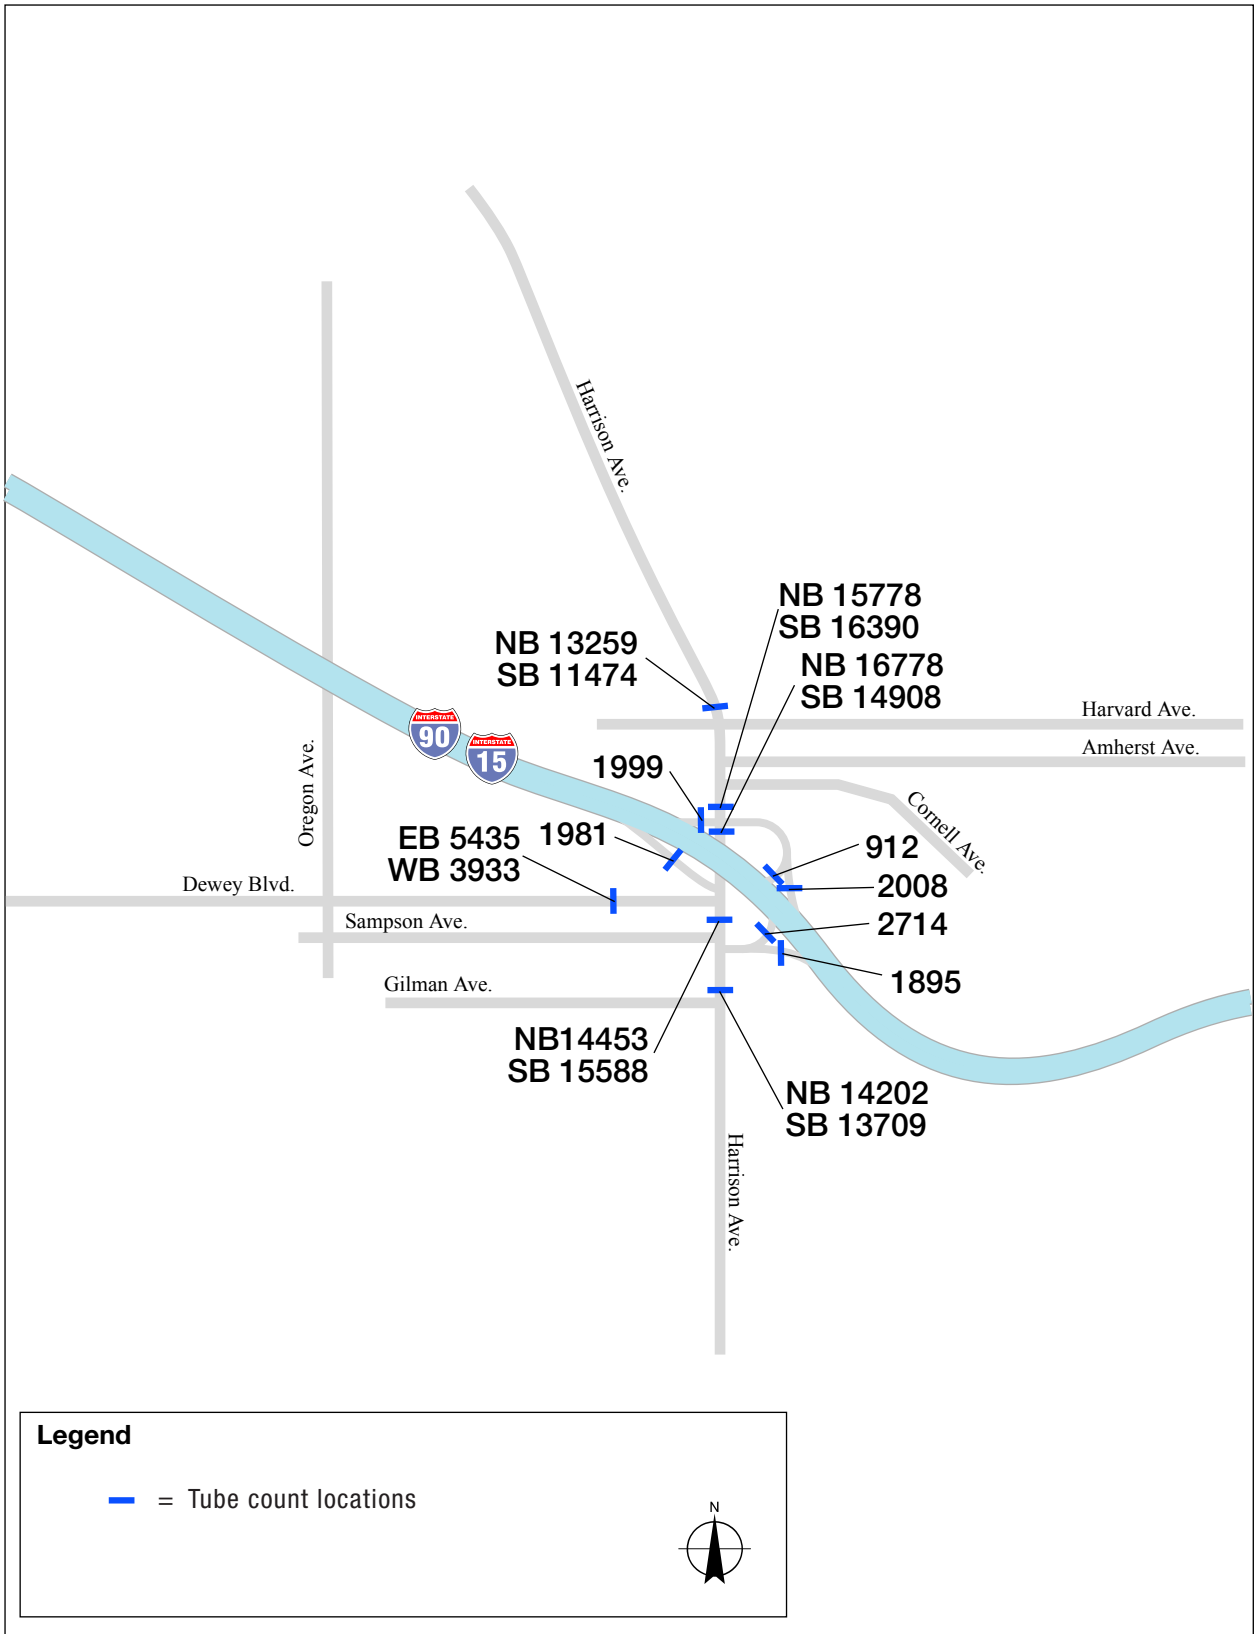 Harrison Ave.
NB 15778
SB 16390
NB 13259
SB 11474
NB 16778
SB 14908
Harvard Ave.
INTERSTATE
90
INTERSTATE
15
Amherst Ave.
Oregon Ave.
1999
Cornell Ave.
EB 5435
WB 3933
1981
912
Dewey Blvd.
2008
Sampson Ave.
2714
Gilman Ave.
1895
NB14453
SB 15588
NB 14202
SB 13709
Harrison Ave.
Legend
= Tube count locations
N